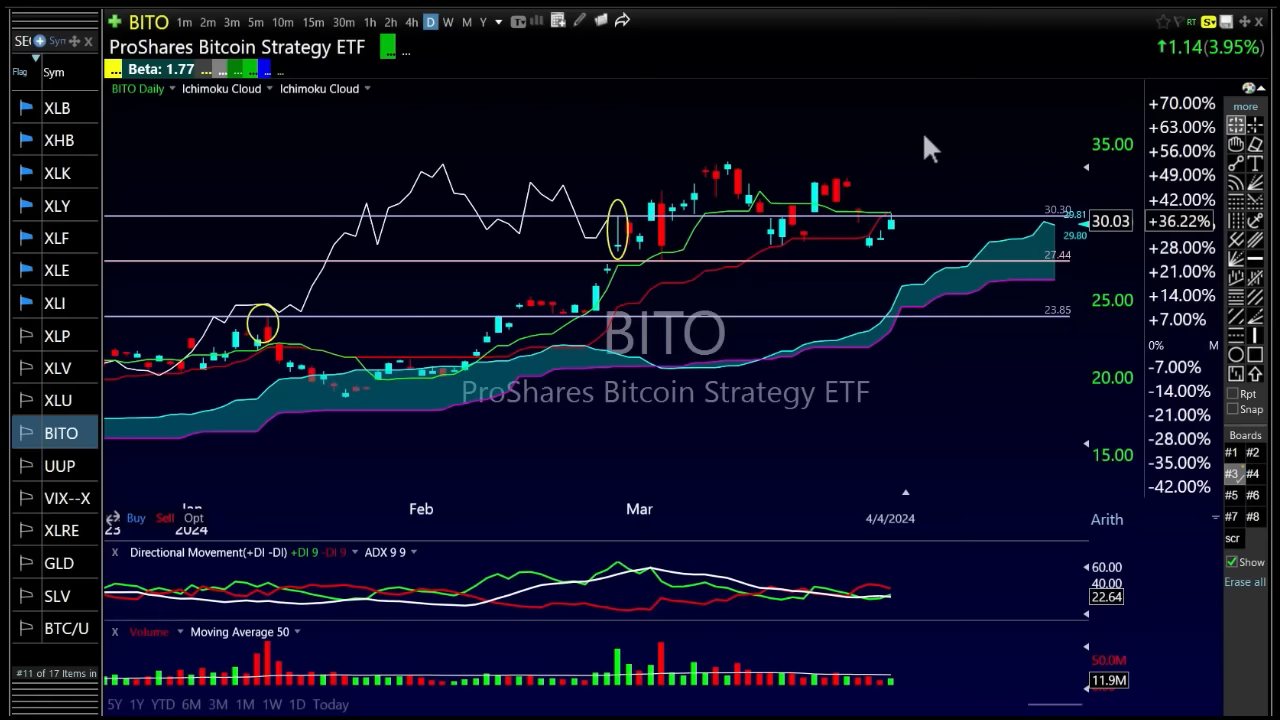 BITO 1m 2m 3m 5m 10m 15m 30m 1h 2h 4h D W M Y
RT S
SE Sym
ProShares Bitcoin Strategy ETF ...
1.14(3.95%)
Flag Sym
... Beta: 1.77 ... ... ... ... ... ...
BITO Daily Ichimoku Cloud Ichimoku Cloud
XLB
XHB
XLK
XLY
XLF
XLE
XLI
XLP
XLV
XLU
BITO
UUP
VIX--X
XLRE
GLD
SLV
BTC/U
#11 of 17 Items in
35.00
30.03
25.00
20.00
15.00
30.30
29.81
29.80
27.44
23.85
BITO
ProShares Bitcoin Strategy ETF
+70.00%
+63.00%
+56.00%
+49.00%
+42.00%
+36.22%
+28.00%
+21.00%
+14.00%
+7.00%
0% M
-7.00%
-14.00%
-21.00%
-28.00%
-35.00%
-42.00%
more
T
Rpt
Snap
Boards
#1 #2
#3 #4
#5 #6
#7 #8
scr
Show
Erase all
Jan Feb Mar
Buy Sell Opt
23 2024
4/4/2024
Arith
X Directional Movement(+DI -DI) +DI 9 -DI 9 ADX 9 9
60.00
40.00
22.64
X Volume Moving Average 50
50.0M
11.9M
5Y 1Y YTD 6M 3M 1M 1W 1D Today